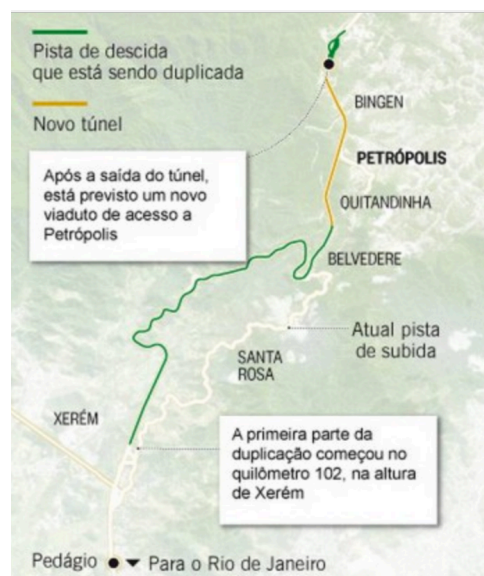 Pista de descida
que está sendo duplicada
Novo túnel
BINGEN
PETRÓPOLIS
Após a saída do túnel,
está previsto um novo
viaduto de acesso a
Petrópolis
QUITANDINHA
BELVEDERE
Atual pista
de subida
SANTA
ROSA
XERÉM
A primeira parte da
duplicação começou no
quilômetro 102, na altura
de Xerém
Pedágio
Para o Rio de Janeiro